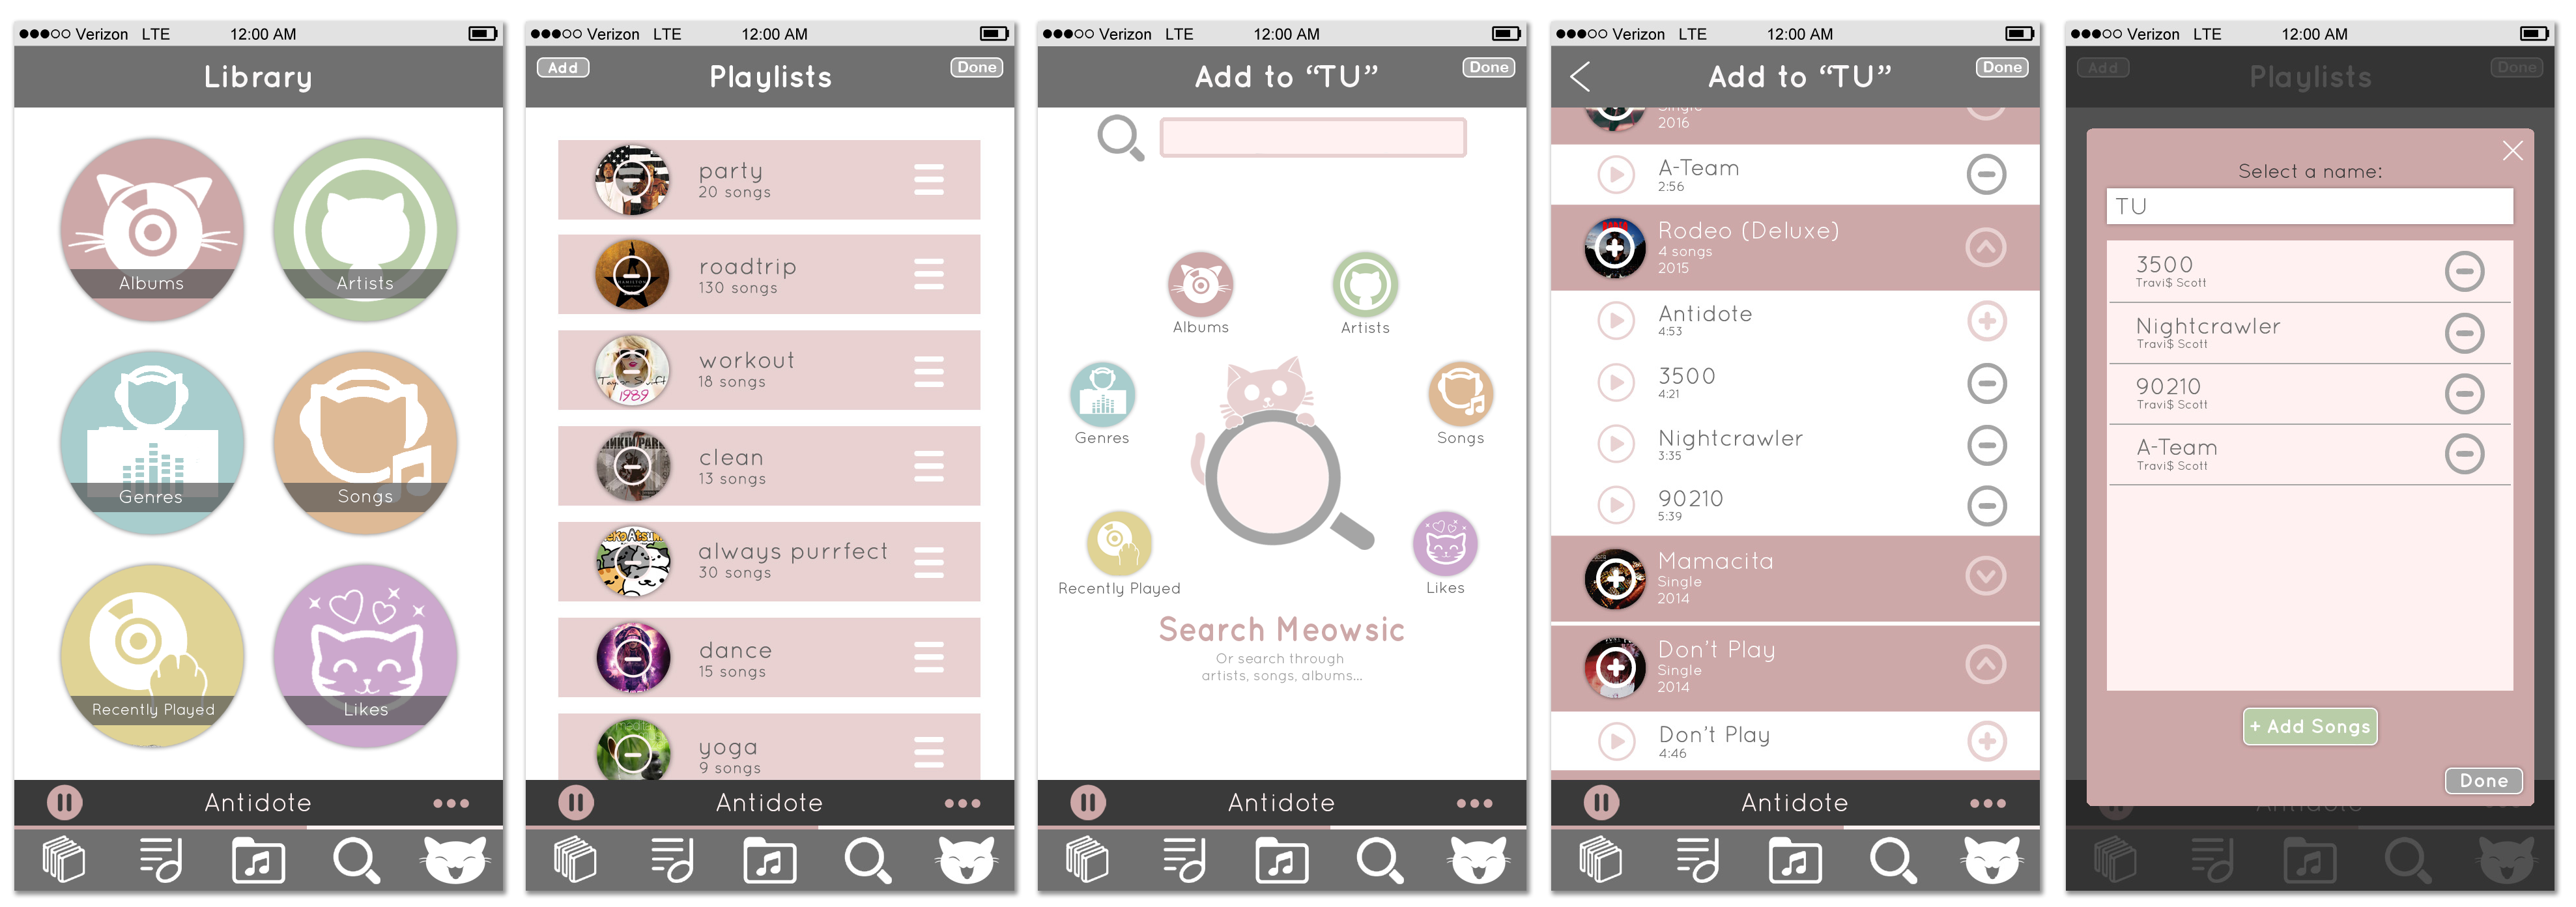 Verizon LTE 12:00 AM
Library
Albums
Artists
Genres
Songs
Recently Played
Likes
Antidote
Verizon LTE 12:00 AM
Add
Playlists
Done
party
20 songs
roadtrip
130 songs
HAMILTON
workout
18 songs
Taylor Swift
1989
clean
13 songs
always purrfect
30 songs
dance
15 songs
yoga
9 songs
Antidote
Verizon LTE 12:00 AM
Add to “TU”
Done
Albums
Artists
Genres
Songs
Recently Played
Likes
Search Meowsic
Or search through
artists, songs, albums...
Antidote
Verizon LTE 12:00 AM
Add to “TU”
Done
Single
2016
A-Team
2:56
Rodeo (Deluxe)
4 songs
2015
Antidote
4:53
3500
4:21
Nightcrawler
3:35
90210
5:39
Mamacita
Single
2014
Don’t Play
Single
2014
Don’t Play
4:46
Antidote
Verizon LTE 12:00 AM
Add
Playlists
Done
Select a name:
TU
3500
Travi$ Scott
Nightcrawler
Travi$ Scott
90210
Travi$ Scott
A-Team
Travi$ Scott
+ Add Songs
Done
Antidote